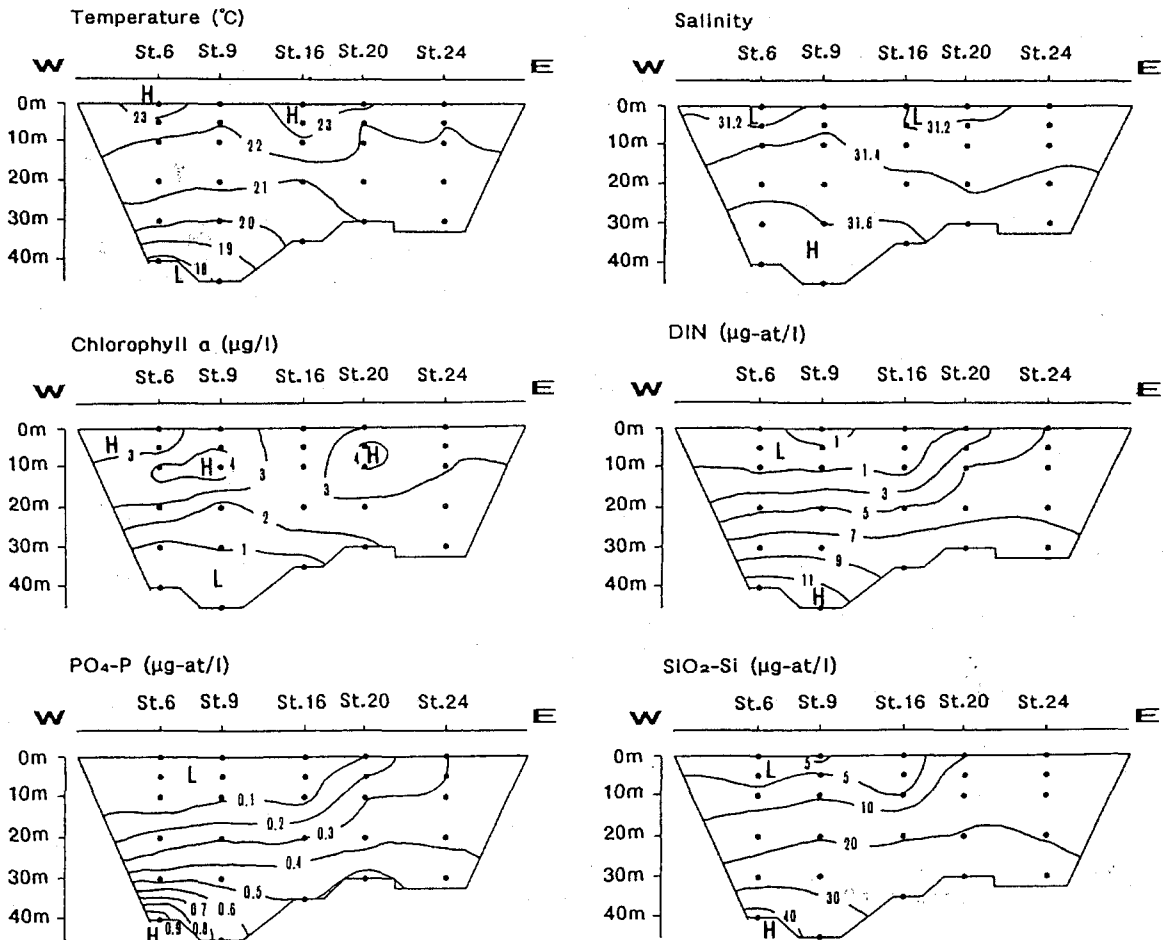 Temperature (℃)
St.6 St.9 St.16 St.20 St.24
W E
0m
10m
20m
30m
40m
H
23
H
23
22
21
20
19
18
L
Salinity
St.6 St.9 St.16 St.20 St.24
W E
0m
10m
20m
30m
40m
31.2
L
L
31.2
31.4
31.6
H
Chlorophyll a (μg/l)
St.6 St.9 St.16 St.20 St.24
W E
0m
10m
20m
30m
40m
H
3
H
4
3
3
4
H
2
1
L
DIN (μg-at/l)
St.6 St.9 St.16 St.20 St.24
W E
0m
10m
20m
30m
40m
L
1
1
3
5
7
9
11
H
PO₄-P (μg-at/l)
St.6 St.9 St.16 St.20 St.24
W E
0m
10m
20m
30m
40m
L
0.1
0.2
0.3
0.4
0.5
0.7 0.6
0.9 0.8
H
SiO₂-Si (μg-at/l)
St.6 St.9 St.16 St.20 St.24
W E
0m
10m
20m
30m
40m
L
5
5
10
20
30
40
H